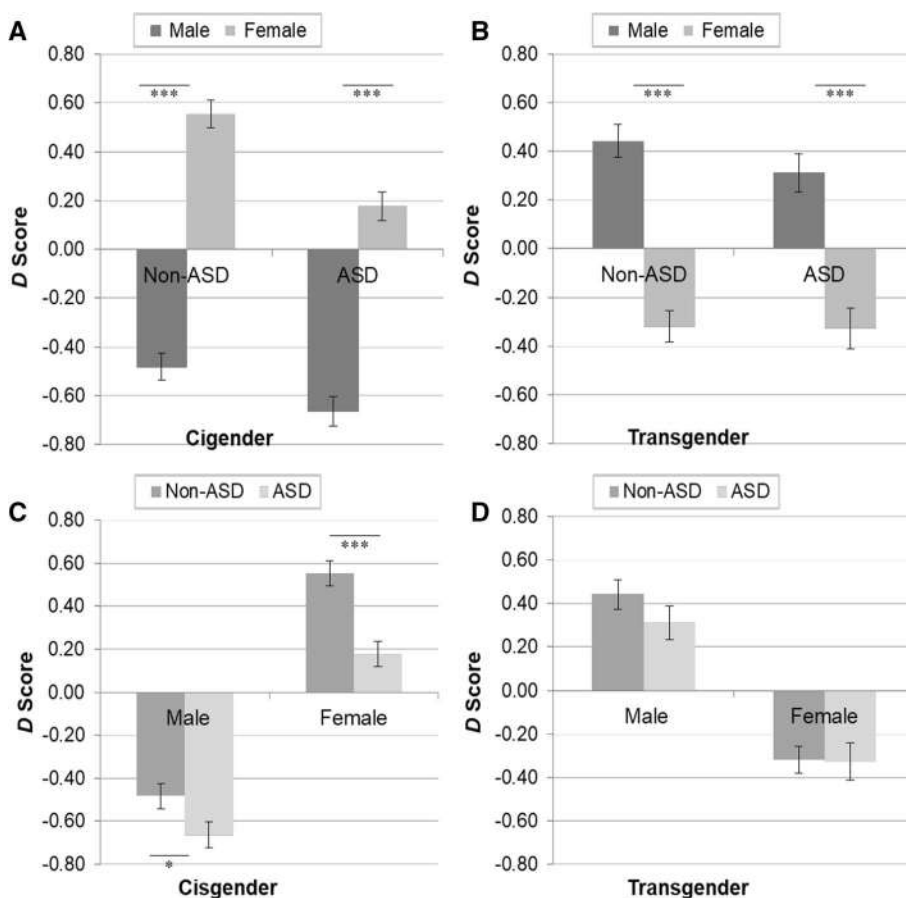 A
Male Female
0.80
0.60
0.40
0.20
0.00
-0.20
-0.40
-0.60
-0.80
D Score
***
***
Non-ASD ASD
Cigender
B
Male Female
0.80
0.60
0.40
0.20
0.00
-0.20
-0.40
-0.60
-0.80
D Score
***
***
Non-ASD ASD
Transgender
C
Non-ASD ASD
0.80
0.60
0.40
0.20
0.00
-0.20
-0.40
-0.60
-0.80
D Score
***
Male Female
*
Cisgender
D
Non-ASD ASD
0.80
0.60
0.40
0.20
0.00
-0.20
-0.40
-0.60
-0.80
D Score
Male Female
Transgender